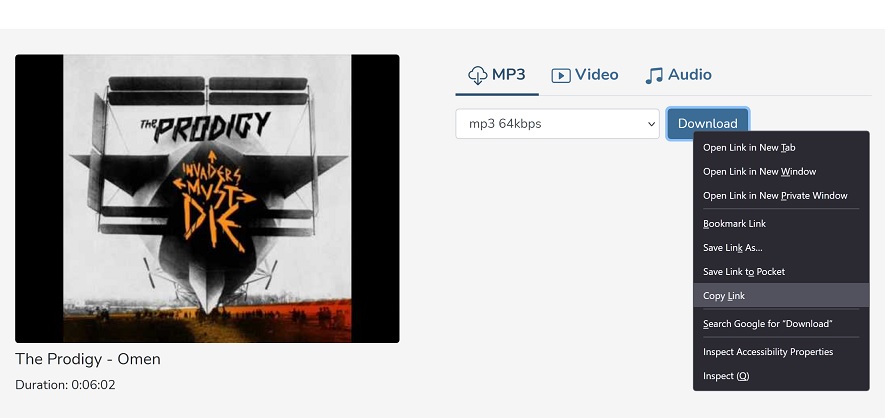 THE PRODIGY
INVADERS
MUST
DIE
The Prodigy - Omen
Duration: 0:06:02
MP3
Video
Audio
mp3 64kbps
Download
Open Link in New Tab
Open Link in New Window
Open Link in New Private Window
Bookmark Link
Save Link As...
Save Link to Pocket
Copy Link
Search Google for "Download"
Inspect Accessibility Properties
Inspect (Q)